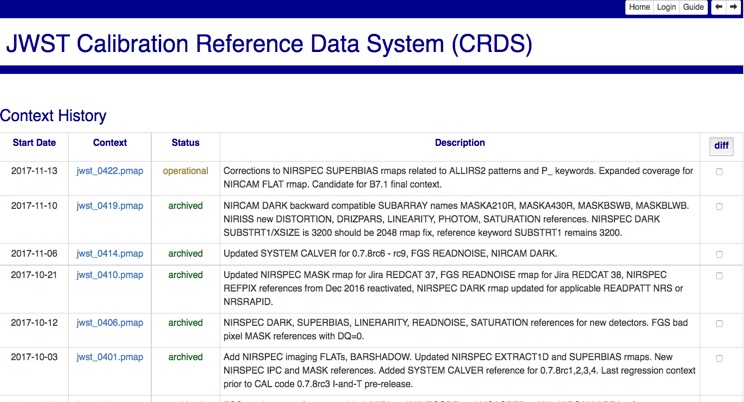 Home Login Guide
JWST Calibration Reference Data System (CRDS)
Context History
Start Date Context Status Description diff
2017-11-13 jwst_0422.pmap operational Corrections to NIRSPEC SUPERBIAS rmaps related to ALLIRS2 patterns and P_ keywords. Expanded coverage for
NIRCAM FLAT rmap. Candidate for B7.1 final context.
2017-11-10 jwst_0419.pmap archived NIRCAM DARK backward compatible SUBARRAY names MASKA210R, MASKA430R, MASKBSWB, MASKBLWB.
NIRISS new DISTORTION, DRIZPARS, LINEARITY, PHOTOM, SATURATION references. NIRSPEC DARK
SUBSTRT1/XSIZE is 3200 should be 2048 rmap fix, reference keyword SUBSTRT1 remains 3200.
2017-11-06 jwst_0414.pmap archived Updated SYSTEM CALVER for 0.7.8rc6 - rc9, FGS READNOISE, NIRCAM DARK.
2017-10-21 jwst_0410.pmap archived Updated NIRSPEC MASK rmap for Jira REDCAT 37, FGS READNOISE rmap for Jira REDCAT 38, NIRSPEC
REFPIX references from Dec 2016 reactivated, NIRSPEC DARK rmap updated for applicable READPATT NRS or
NRSRAPID.
2017-10-12 jwst_0406.pmap archived NIRSPEC DARK, SUPERBIAS, LINERARITY, READNOISE, SATURATION references for new detectors. FGS bad
pixel MASK references with DQ=0.
2017-10-03 jwst_0401.pmap archived Add NIRSPEC imaging FLATs, BARSHADOW. Updated NIRSPEC EXTRACT1D and SUPERBIAS rmaps. New
NIRSPEC IPC and MASK references. Added SYSTEM CALVER reference for 0.7.8rc1,2,3,4. Last regression context
prior to CAL code 0.7.8rc3 I-and-T pre-release.